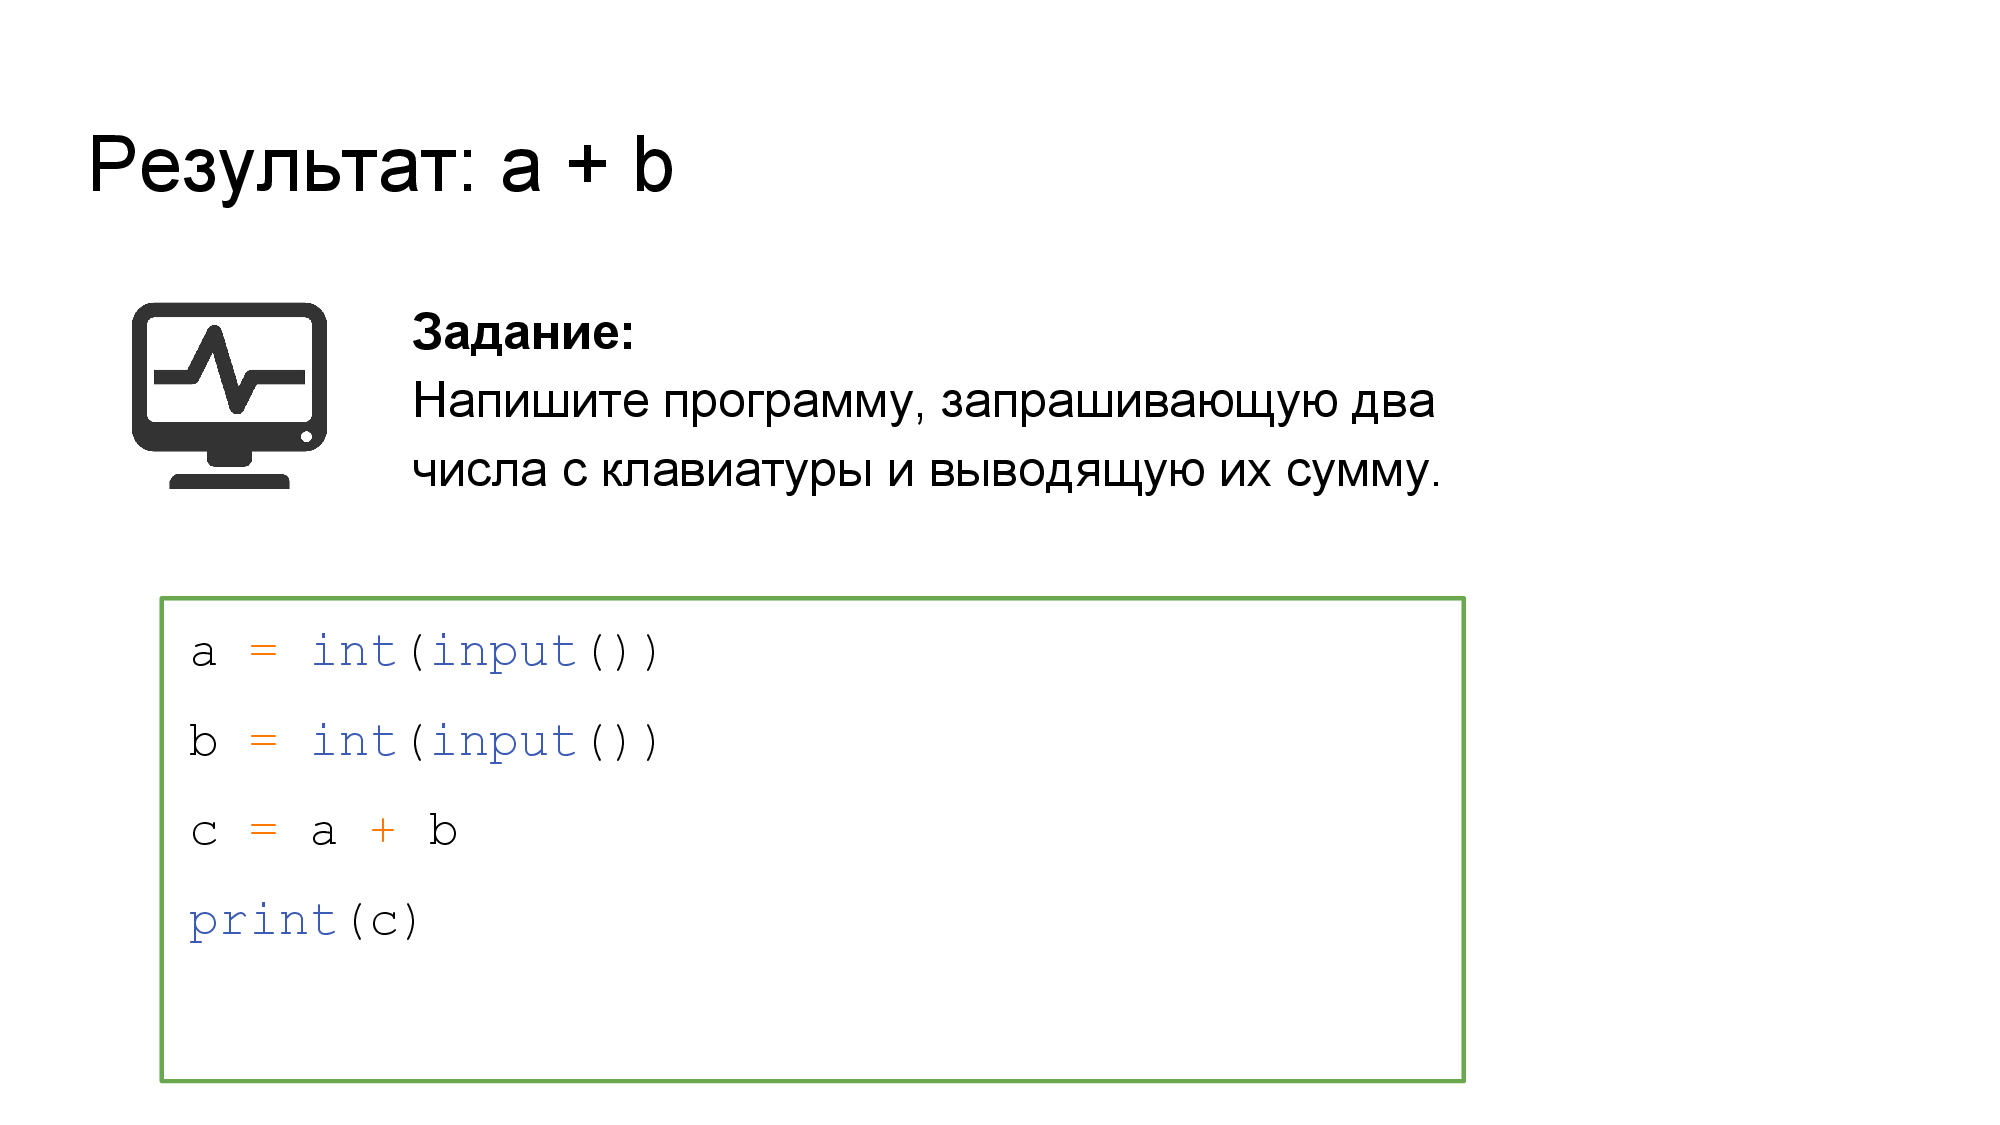 Результат: a + b
Задание:
Напишите программу, запрашивающую два
числа с клавиатуры и выводящую их сумму.
a = int(input())
b = int(input())
c = a + b
print(c)